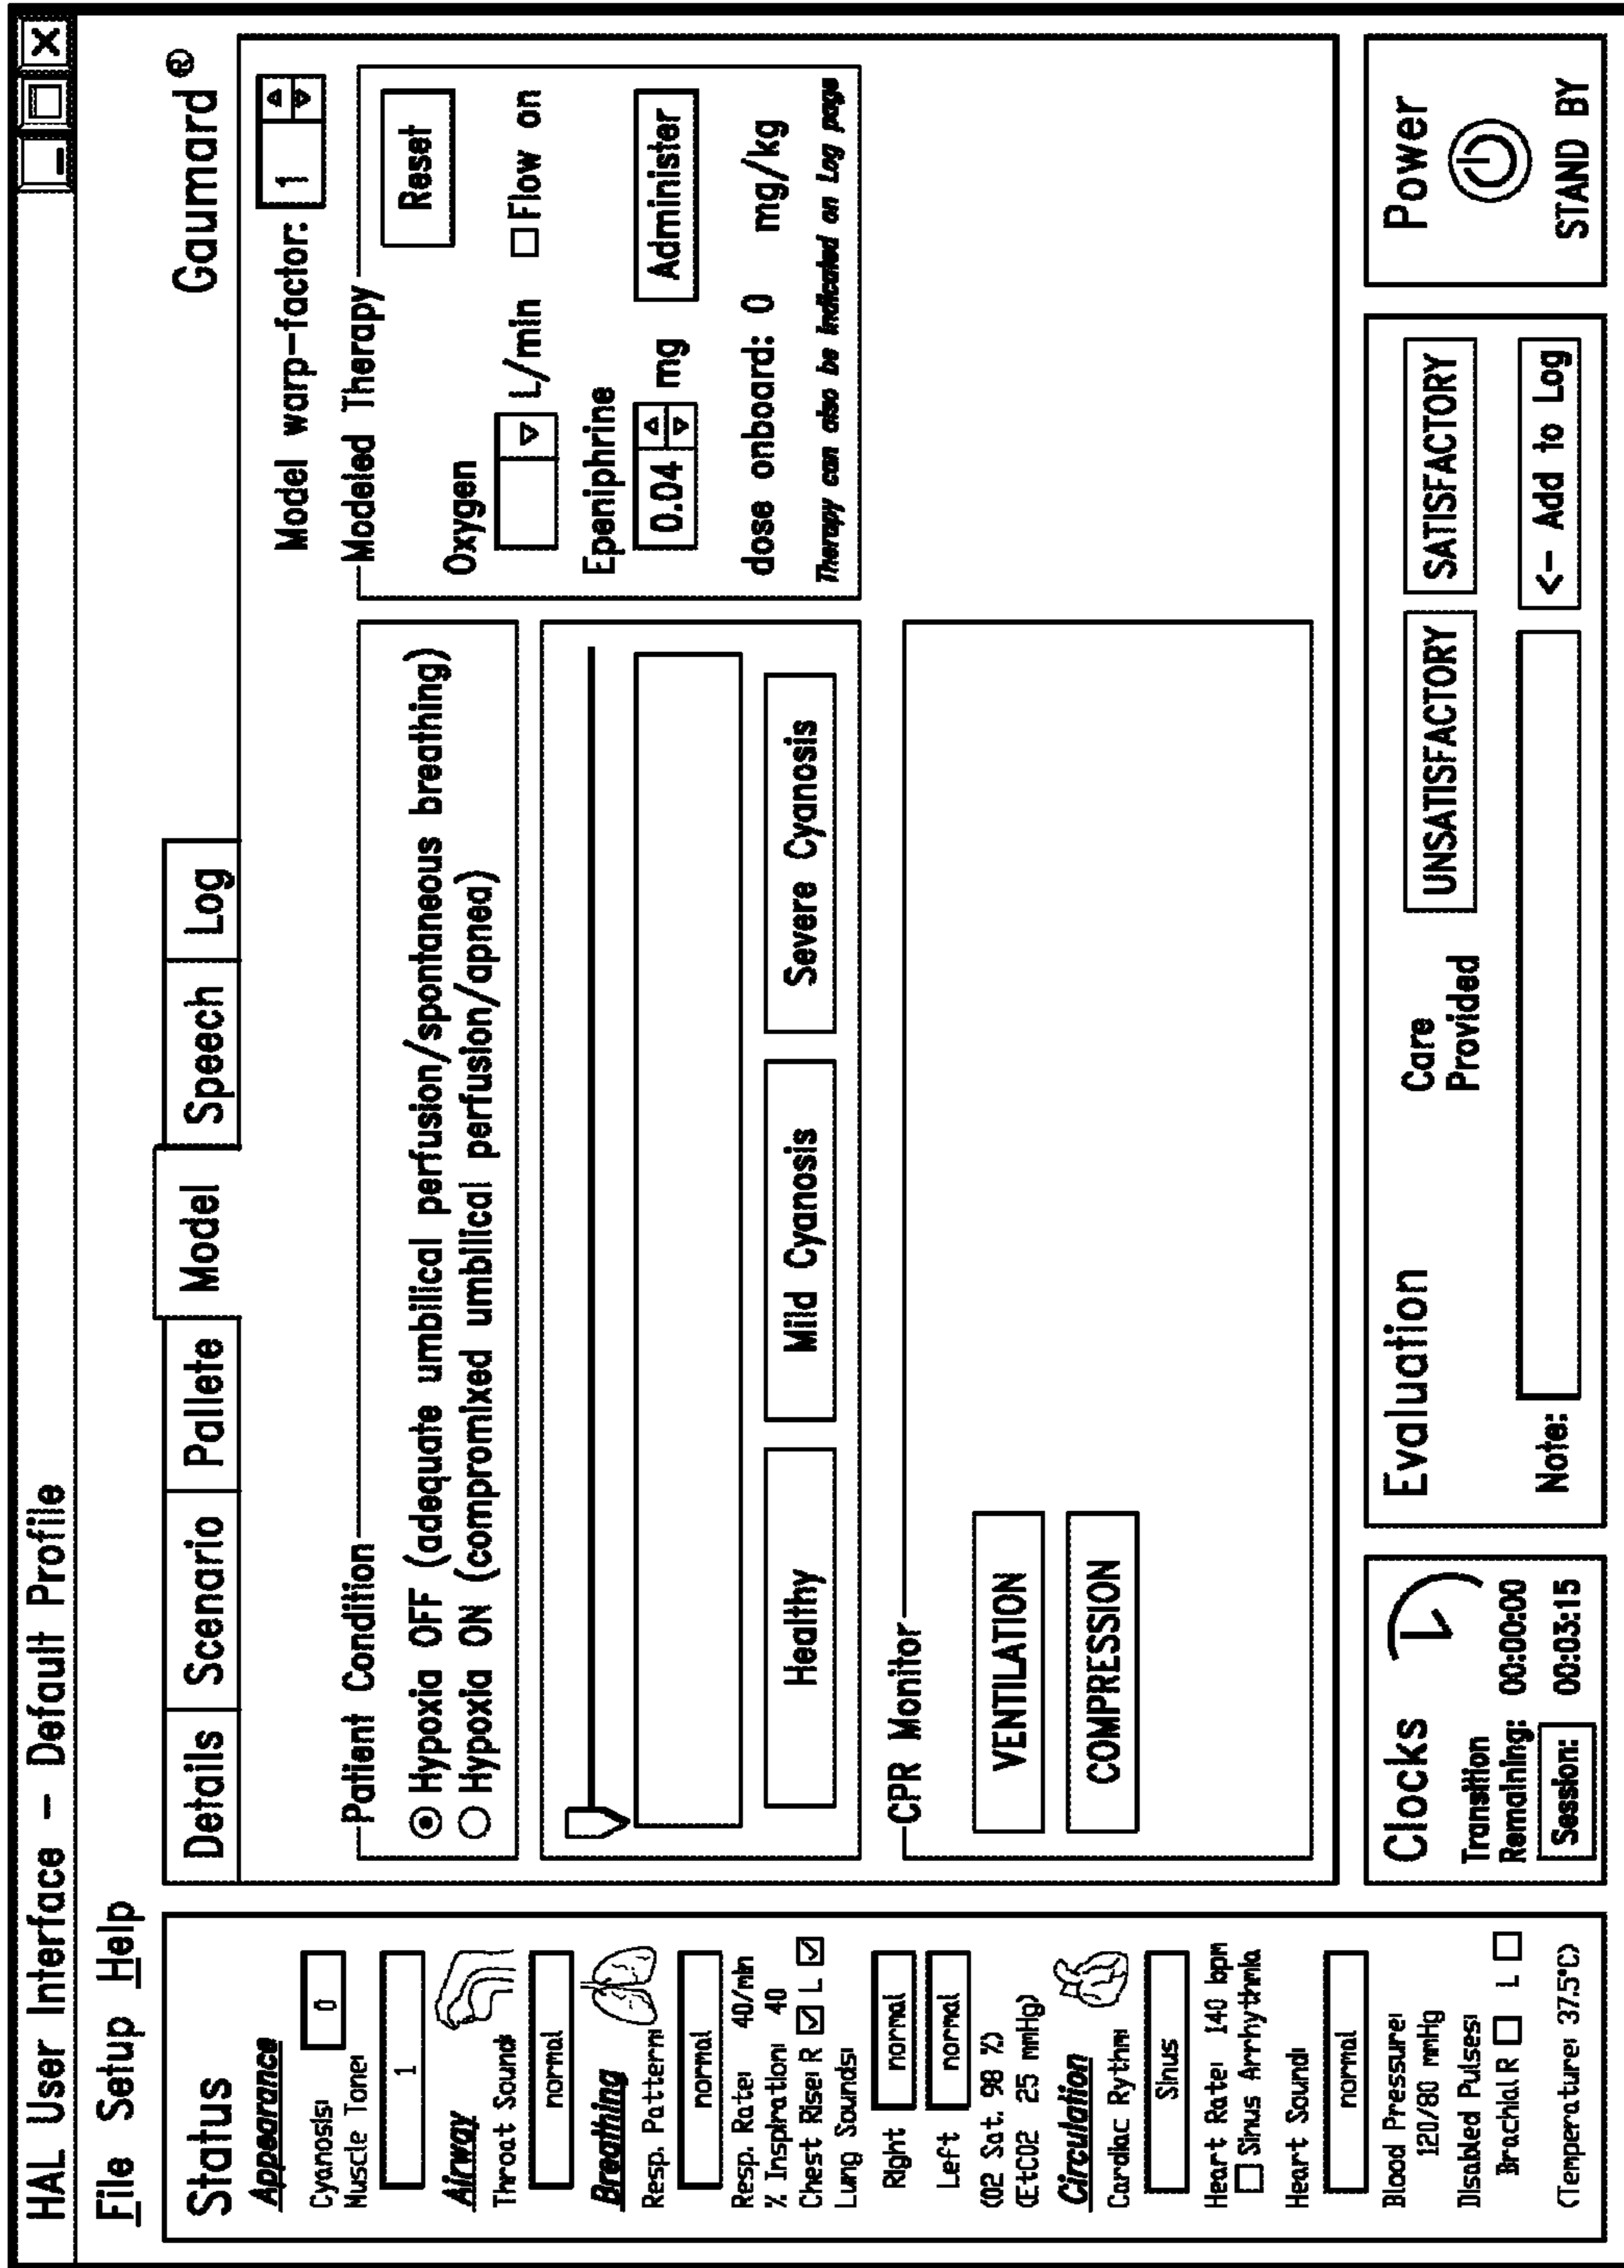 HAL User Interface – Default Profile
File Setup Help
Gaumard®
Status
Appearance
Cyanosis: 0
Muscle Tone:
1
Airway
Throat Sound:
normal
Breathing
Resp. Pattern:
normal
Resp. Rate: 40/min
% Inspiration: 40
Chest Rise: R L
Lung Sounds:
Right normal
Left normal
(O2 Sat. 98 %)
(EtCO2 25 mmHg)
Circulation
Cardiac Rythm:
Sinus
Heart Rate: 140 bpm
Sinus Arrhythmia
Heart Sound:
normal
Blood Pressure:
120/80 mmHg
Disabled Pulses:
Brachial R L
(Temperature: 37.5°C)
Details Scenario Pallete Model Speech Log
Model warp-factor: 1
Patient Condition
Hypoxia OFF (adequate umbilical perfusion/spontaneous breathing)
Hypoxia ON (compromixed umbilical perfusion/apnea)
Healthy Mild Cyanosis Severe Cyanosis
Modeled Therapy
Reset
Oxygen
L/min Flow on
Epeniphrine
0.04 mg Administer
dose onboard: 0 mg/kg
Therapy can also be indicated on Log page
CPR Monitor
VENTILATION
COMPRESSION
Clocks
Transition
Remaining: 00:00:00
Session: 00:03:15
Evaluation
Care
Provided
UNSATISFACTORY SATISFACTORY
Note: <- Add to Log
Power
STAND BY